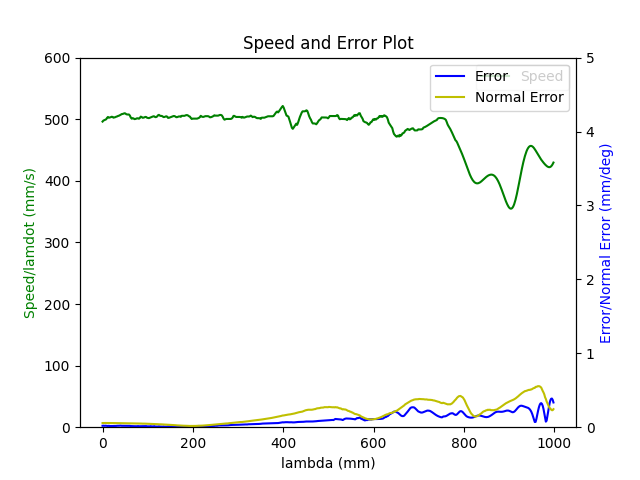 Speed and Error Plot
600
500
400
300
200
100
0
Speed/lamdot (mm/s)
5
4
3
2
1
0
Error/Normal Error (mm/deg)
Error
Speed
Normal Error
0 200 400 600 800 1000
lambda (mm)